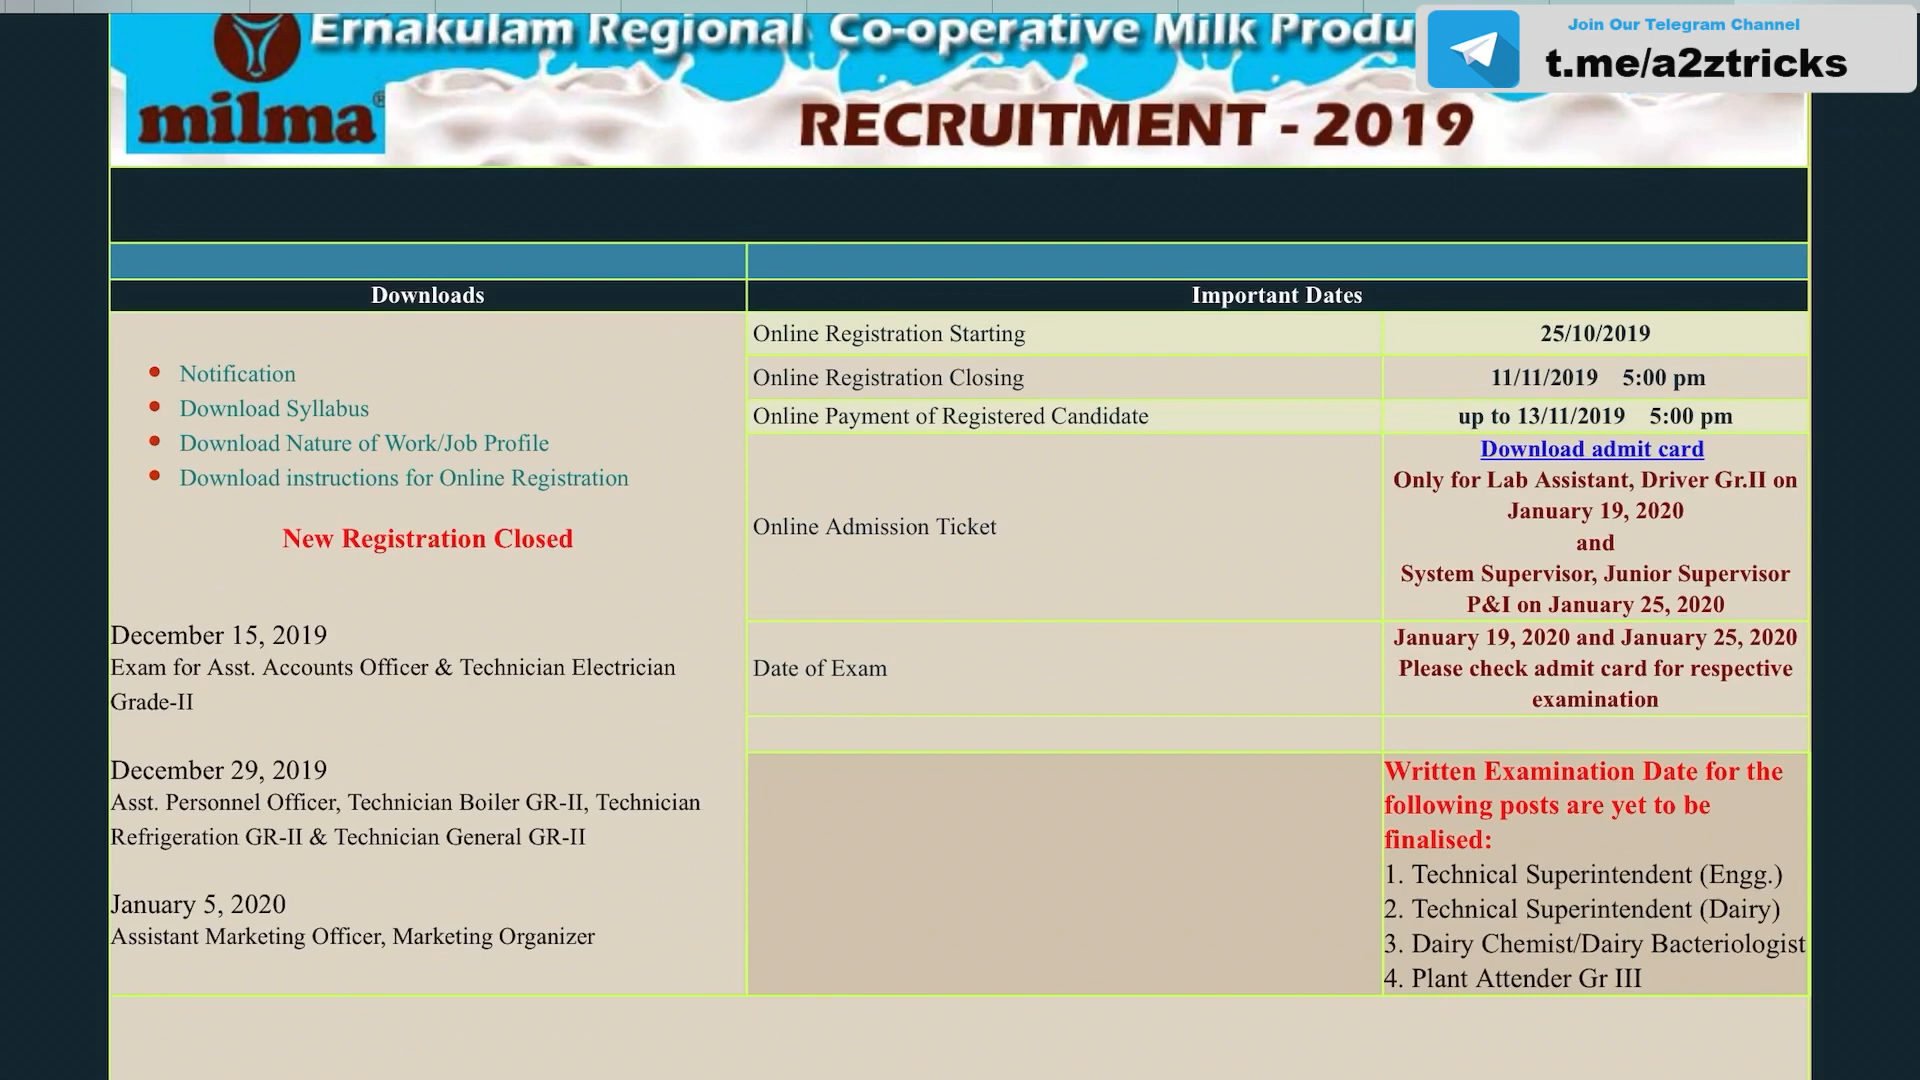 Ernakulam Regional Co-operative Milk Produ
Join Our Telegram Channel
t.me/a2ztricks
milma®
RECRUITMENT - 2019
Downloads
Important Dates
Notification
Download Syllabus
Download Nature of Work/Job Profile
Download instructions for Online Registration
New Registration Closed
December 15, 2019
Exam for Asst. Accounts Officer & Technician Electrician
Grade-II
December 29, 2019
Asst. Personnel Officer, Technician Boiler GR-II, Technician
Refrigeration GR-II & Technician General GR-II
January 5, 2020
Assistant Marketing Officer, Marketing Organizer
Online Registration Starting 25/10/2019
Online Registration Closing 11/11/2019 5:00 pm
Online Payment of Registered Candidate up to 13/11/2019 5:00 pm
Online Admission Ticket
Download admit card
Only for Lab Assistant, Driver Gr.II on
January 19, 2020
and
System Supervisor, Junior Supervisor
P&I on January 25, 2020
Date of Exam
January 19, 2020 and January 25, 2020
Please check admit card for respective
examination
Written Examination Date for the
following posts are yet to be
finalised:
1. Technical Superintendent (Engg.)
2. Technical Superintendent (Dairy)
3. Dairy Chemist/Dairy Bacteriologist
4. Plant Attender Gr III